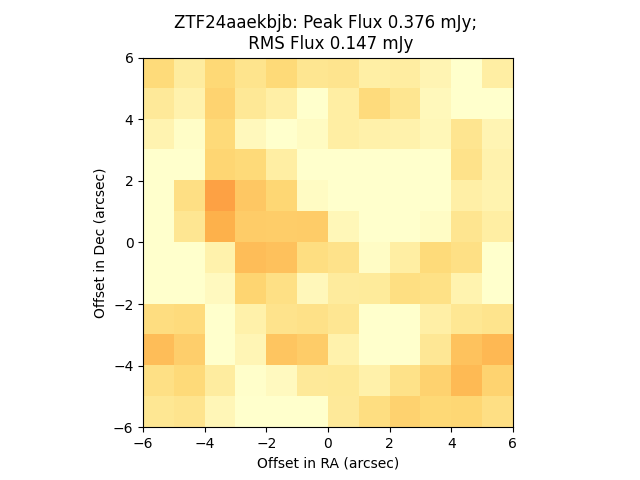 ZTF24aaekbjb: Peak Flux 0.376 mJy;
RMS Flux 0.147 mJy
6
4
2
0
−2
−4
−6
Offset in Dec (arcsec)
−6 −4 −2 0 2 4 6
Offset in RA (arcsec)